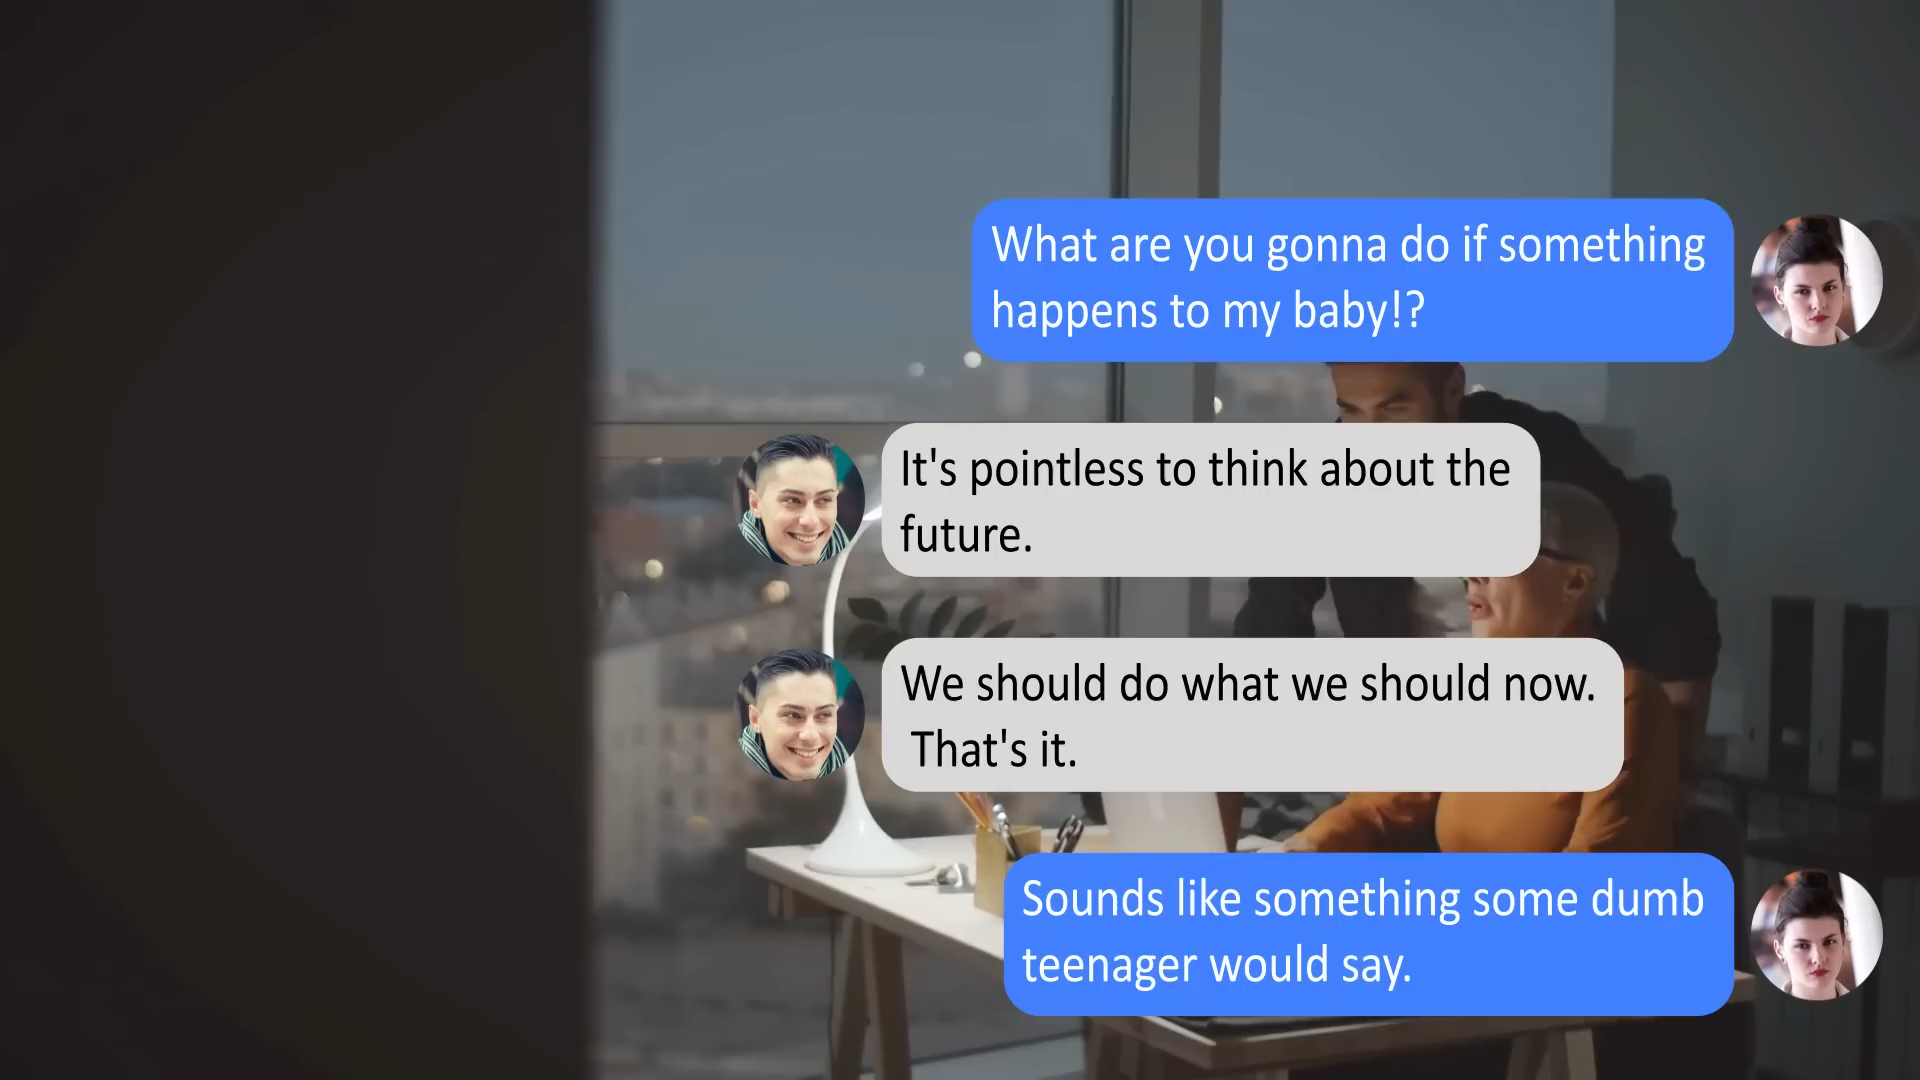 What are you gonna do if something
happens to my baby!?
It's pointless to think about the
future.
We should do what we should now.
That's it.
Sounds like something some dumb
teenager would say.